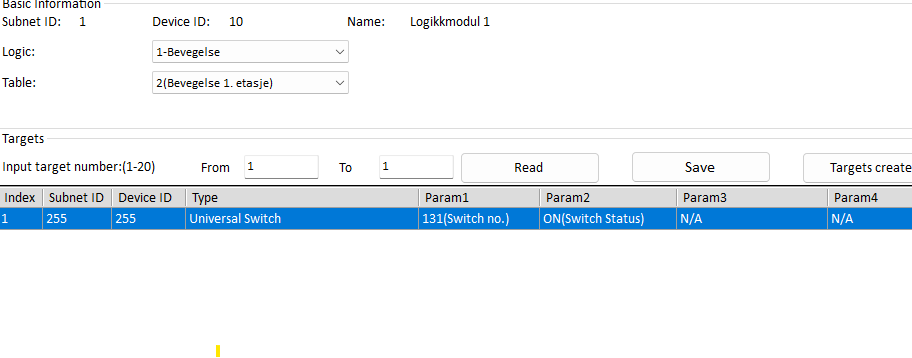 Basic Information
Subnet ID: 1 Device ID: 10 Name: Logikkmodul 1
Logic: 1-Bevegelse
Table: 2(Bevegelse 1. etasje)
Targets
Input target number:(1-20) From 1 To 1 Read Save Targets create
Index Subnet ID Device ID Type Param1 Param2 Param3 Param4
1 255 255 Universal Switch 131(Switch no.) ON(Switch Status) N/A N/A